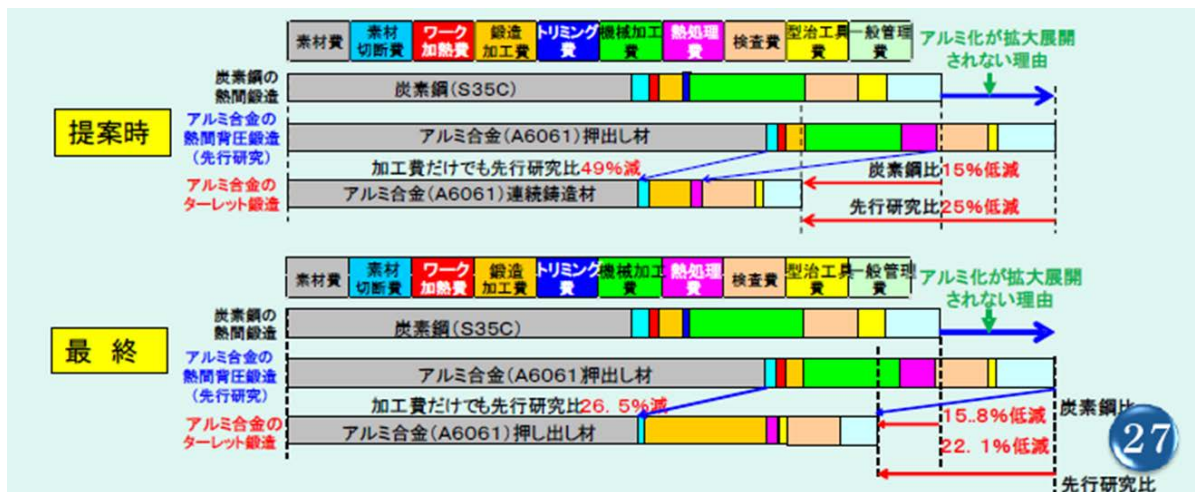 素材費
素材
切断費
ワーク
加熱費
鍛造
加工費
トリミング
費
機械加工
費
熱処理
費
検査費
型治工具
費
一般管理
費
アルミ化が拡大展開
されない理由
提案時
炭素鋼の
熱間鍛造
炭素鋼(S35C)
アルミ合金の
熱間背圧鍛造
(先行研究)
アルミ合金(A6061)押出し材
加工費だけでも先行研究比49%減
炭素鋼比15%低減
アルミ合金の
ターレット鍛造
アルミ合金(A6061)連続鋳造材
先行研究比25%低減
素材費
素材
切断費
ワーク
加熱費
鍛造
加工費
トリミング
費
機械加工
費
熱処理
費
検査費
型治工具
費
一般管理
費
アルミ化が拡大展開
されない理由
最 終
炭素鋼の
熱間鍛造
炭素鋼(S35C)
アルミ合金の
熱間背圧鍛造
(先行研究)
アルミ合金(A6061)押出し材
加工費だけでも先行研究比26.5%減
炭素鋼比
15..8%低減
アルミ合金の
ターレット鍛造
アルミ合金(A6061)押し出し材
22.1%低減
先行研究比
27